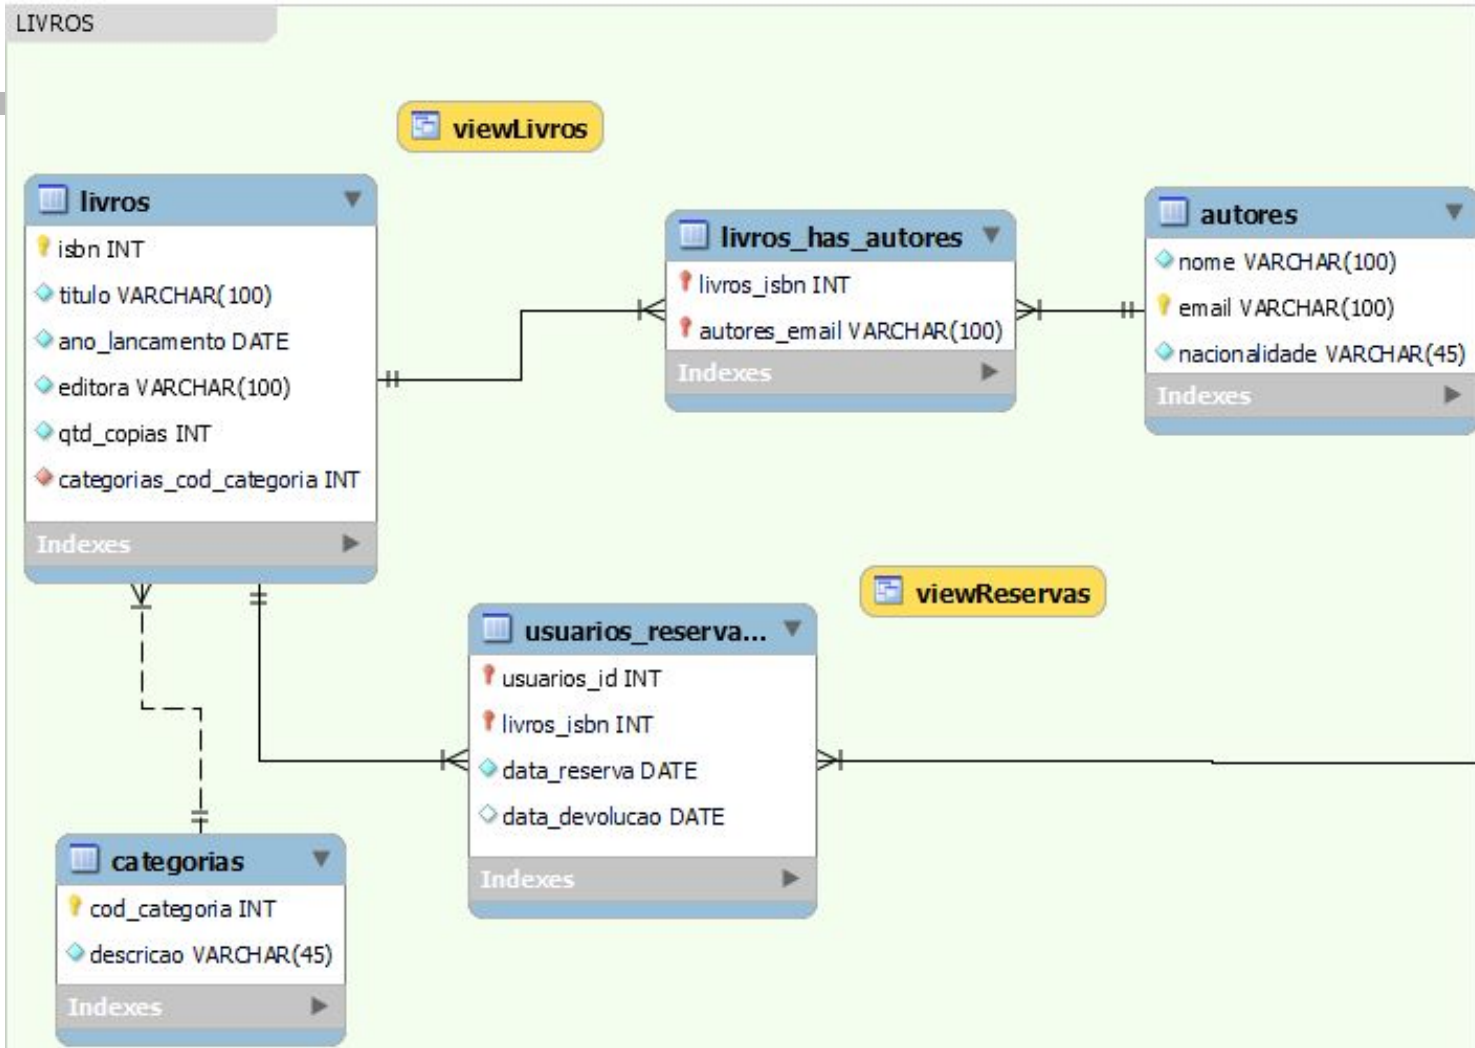 LIVROS
viewLivros
livros
isbn INT
titulo VARCHAR(100)
ano_lancamento DATE
editora VARCHAR(100)
qtd_copias INT
categorias_cod_categoria INT
Indexes
livros_has_autores
livros_isbn INT
autores_email VARCHAR(100)
Indexes
autores
nome VARCHAR(100)
email VARCHAR(100)
nacionalidade VARCHAR(45)
Indexes
viewReservas
usuarios_reserva...
usuarios_id INT
livros_isbn INT
data_reserva DATE
data_devolucao DATE
Indexes
categorias
cod_categoria INT
descricao VARCHAR(45)
Indexes